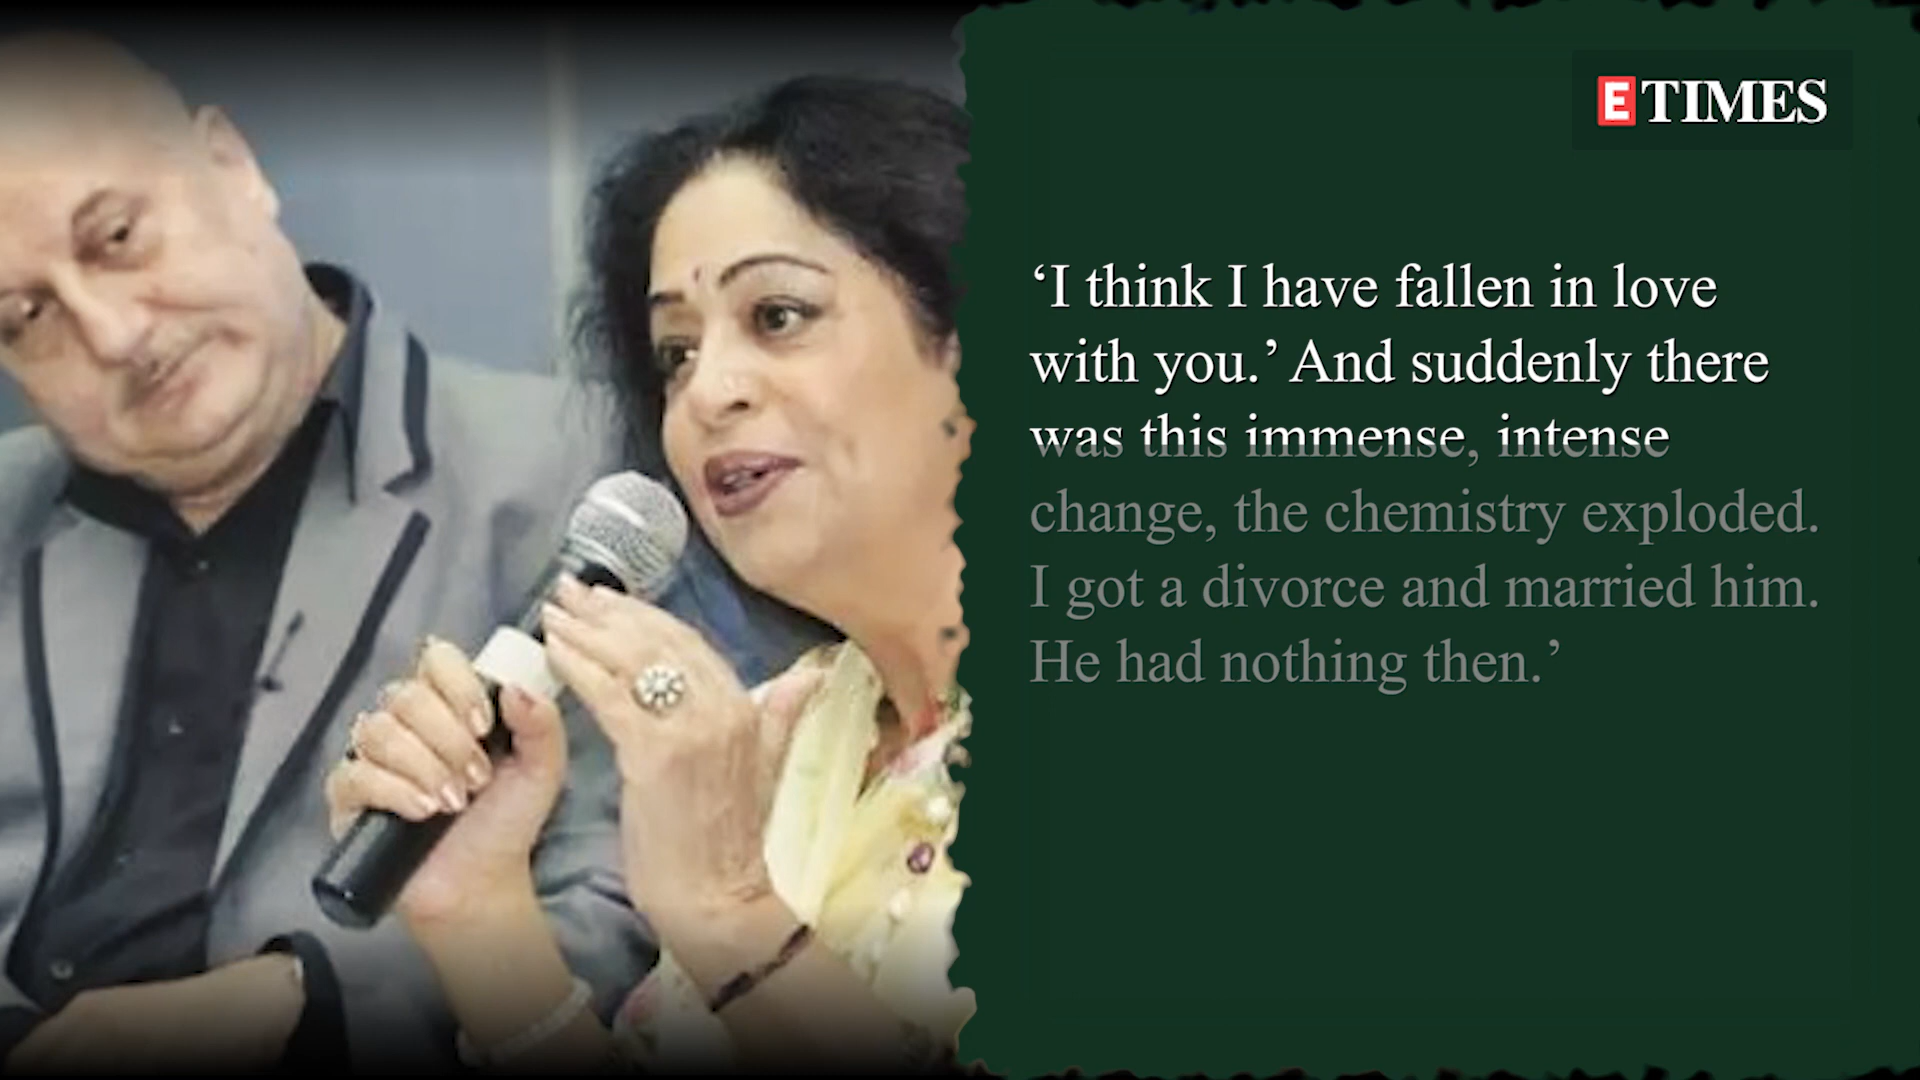 E TIMES
‘I think I have fallen in love
with you.’ And suddenly there
was this immense, intense
change, the chemistry exploded.
I got a divorce and married him.
He had nothing then.’